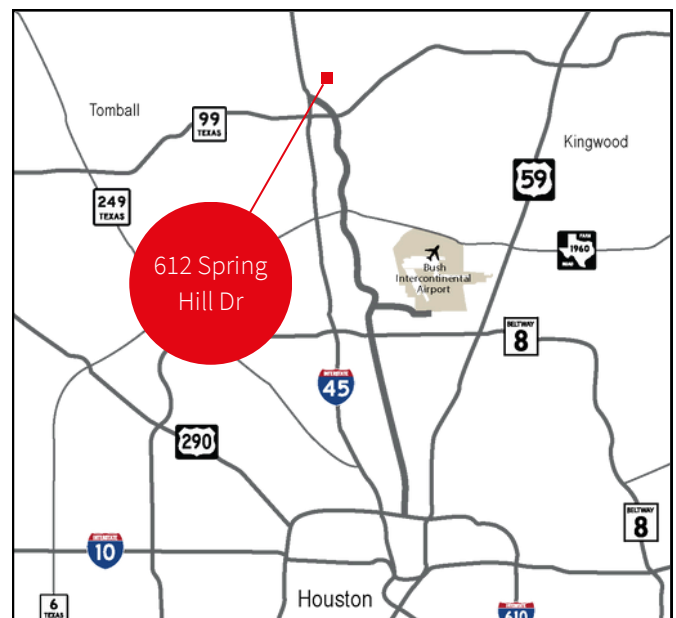 Tomball
99
TEXAS
Kingwood
59
249
TEXAS
FARM
1960
ROAD
612 Spring
Hill Dr
Bush
Intercontinental
Airport
BELTWAY
8
INTERSTATE
45
290
BELTWAY
8
INTERSTATE
10
6
TEXAS
Houston
INTERSTATE
610